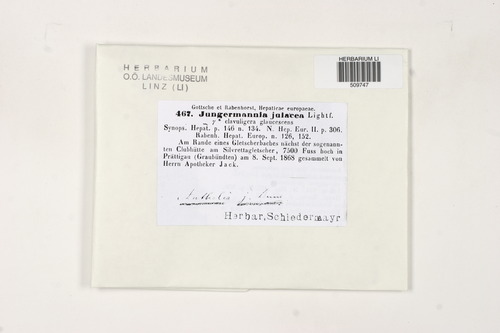 HERBARIUM
O.Ö. LANDESMUSEUM
LINZ (LI)
HERBARIUM LI
509747
Gottsche et Rabenhorst, Hepaticae europaeae.
467. Jungermannia julacea Lightf.
γ* clavuligera glaucescens
Synops. Hepat. p. 146 n. 134. N. Hep. Eur. II. p. 306.
Rabenh. Hepat. Europ. n. 126, 152.
Am Rande eines Gletscherbaches nächst der sogenann-
ten Clubhütte am Silvrettagletscher, 7500 Fuss hoch in
Prättigau (Graubündten) am 8. Sept. 1868 gesammelt von
Herrn Apotheker Jack.
Herbar. Schiedermayr